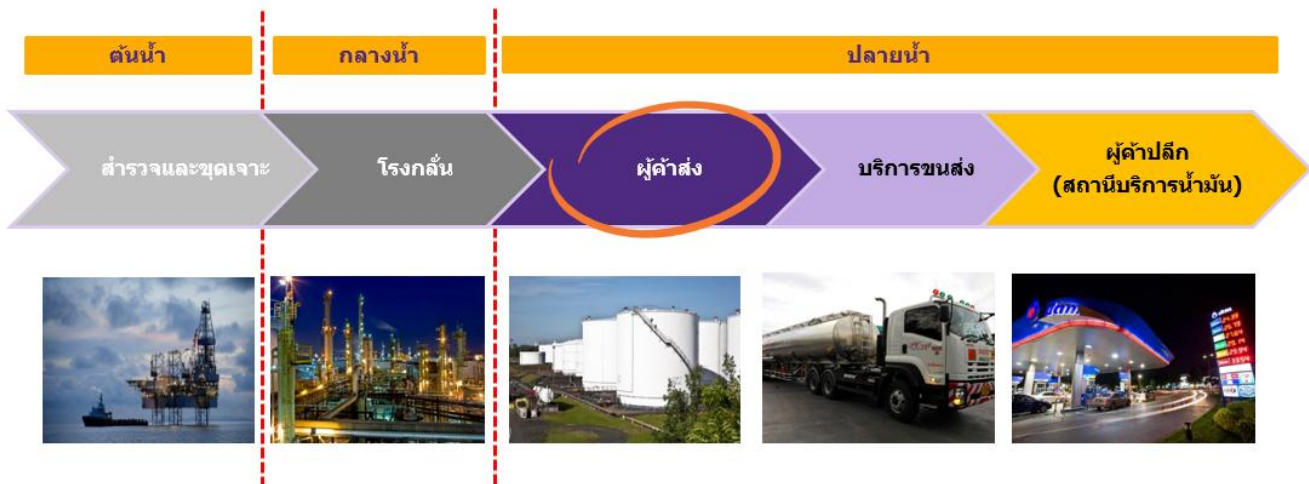 ต้นน้ำ
กลางน้ำ
ปลายน้ำ
สำรวจและขุดเจาะ
โรงกลั่น
ผู้ค้าส่ง
บริการขนส่ง
ผู้ค้าปลีก
(สถานีบริการน้ำมัน)